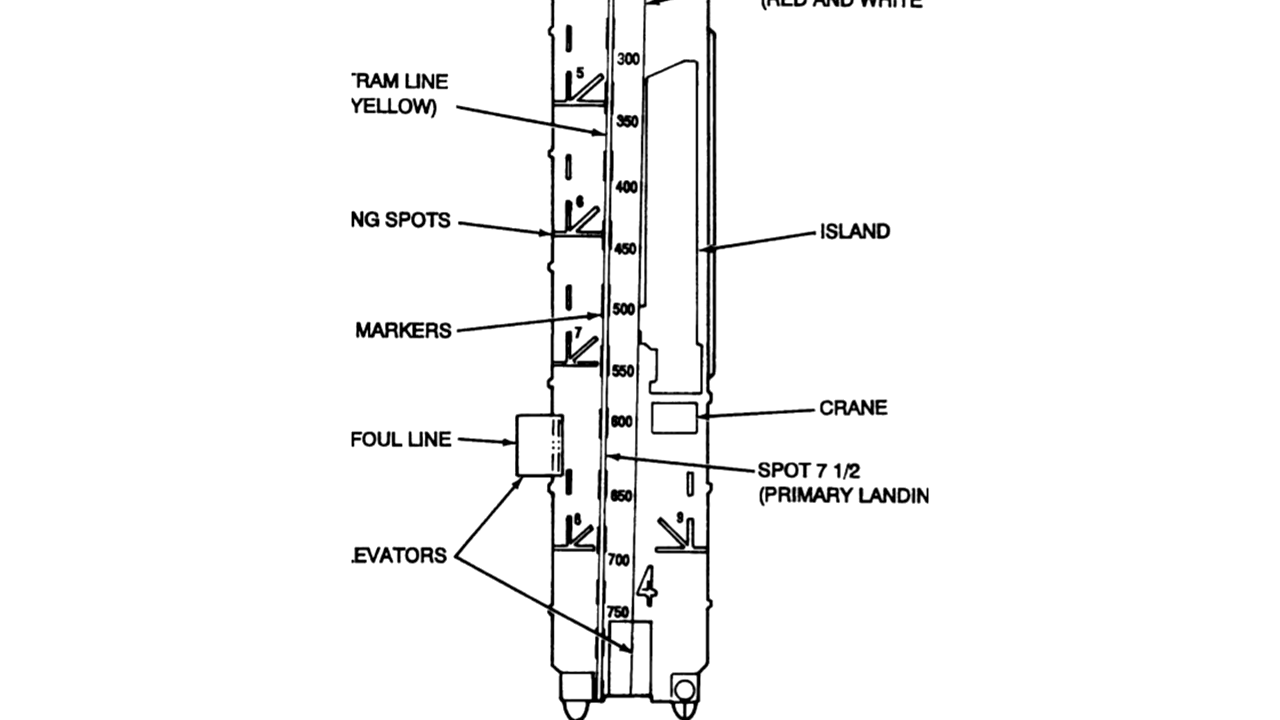 (RED AND WHITE
300
5
TRAM LINE
YELLOW)
350
400
6
NG SPOTS
450
ISLAND
500
MARKERS
7
550
CRANE
600
FOUL LINE
SPOT 7 1/2
(PRIMARY LANDIN
650
8
9
700
EVATORS
4
750